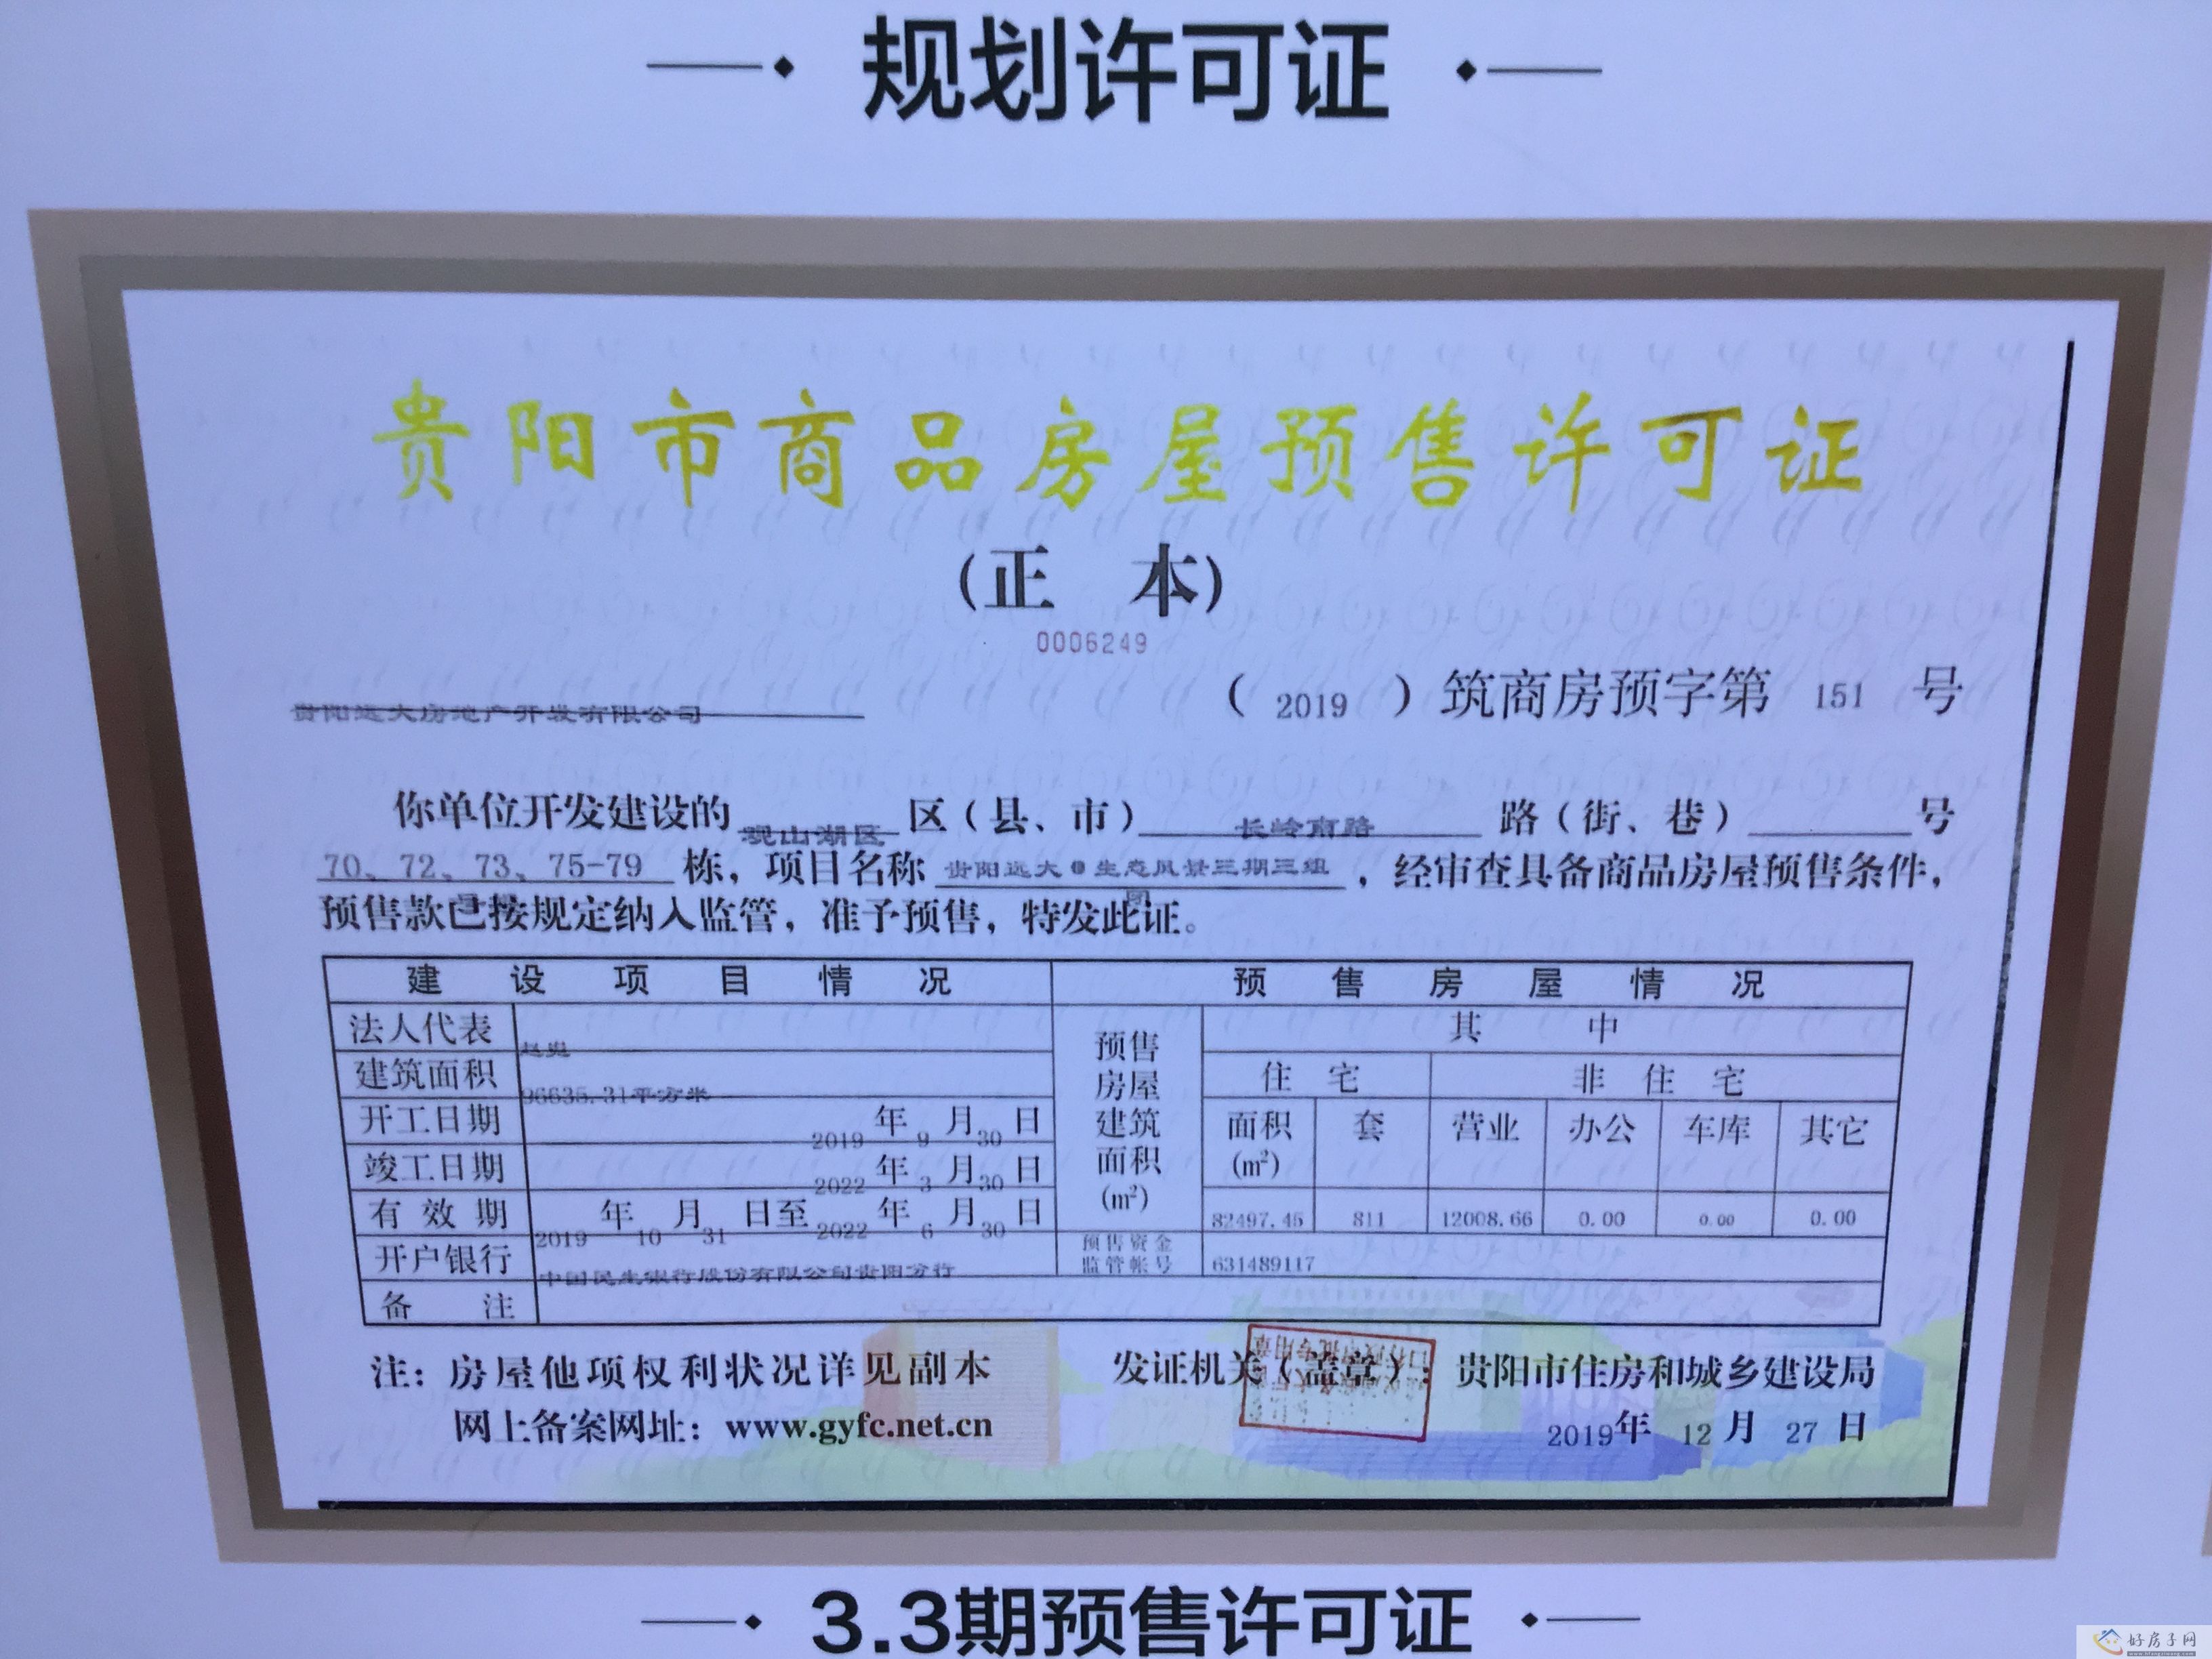 规划许可证
贵阳市商品房屋预售许可证
(正 本)
0006249
贵阳远大房地产开发有限公司
( 2019 ) 筑商房预字第 151 号
你单位开发建设的 观山湖区 区(县、市) 长岭南路 路(街、巷) 号
70、72、73、75-79 栋，项目名称 贵阳远大●生态风景三期三组团，经审查具备商品房屋预售条件，
预售款已按规定纳入监管，准予预售，特发此证。
建设项目情况 预售房屋情况
法人代表
建筑面积 96635.31平方米
开工日期 2019 年 9 月 30 日
竣工日期 2022 年 3 月 30 日
有效期 2019 年 10 月 31 日至 2022 年 6 月 30 日
开户银行 中国民生银行股份有限公司贵阳分行
备 注
预售房屋建筑面积(m²)
其 中
住 宅 非 住 宅
面积(m²) 套 营业 办公 车库 其它
82497.45 811 12008.66 0.00 0.00 0.00
预售资金监管帐号 631489117
注：房屋他项权利状况详见副本
网上备案网址：www.gyfc.net.cn
发证机关（盖章）：贵阳市住房和城乡建设局
2019年 12 月 27 日
3.3期预售许可证
好房子网